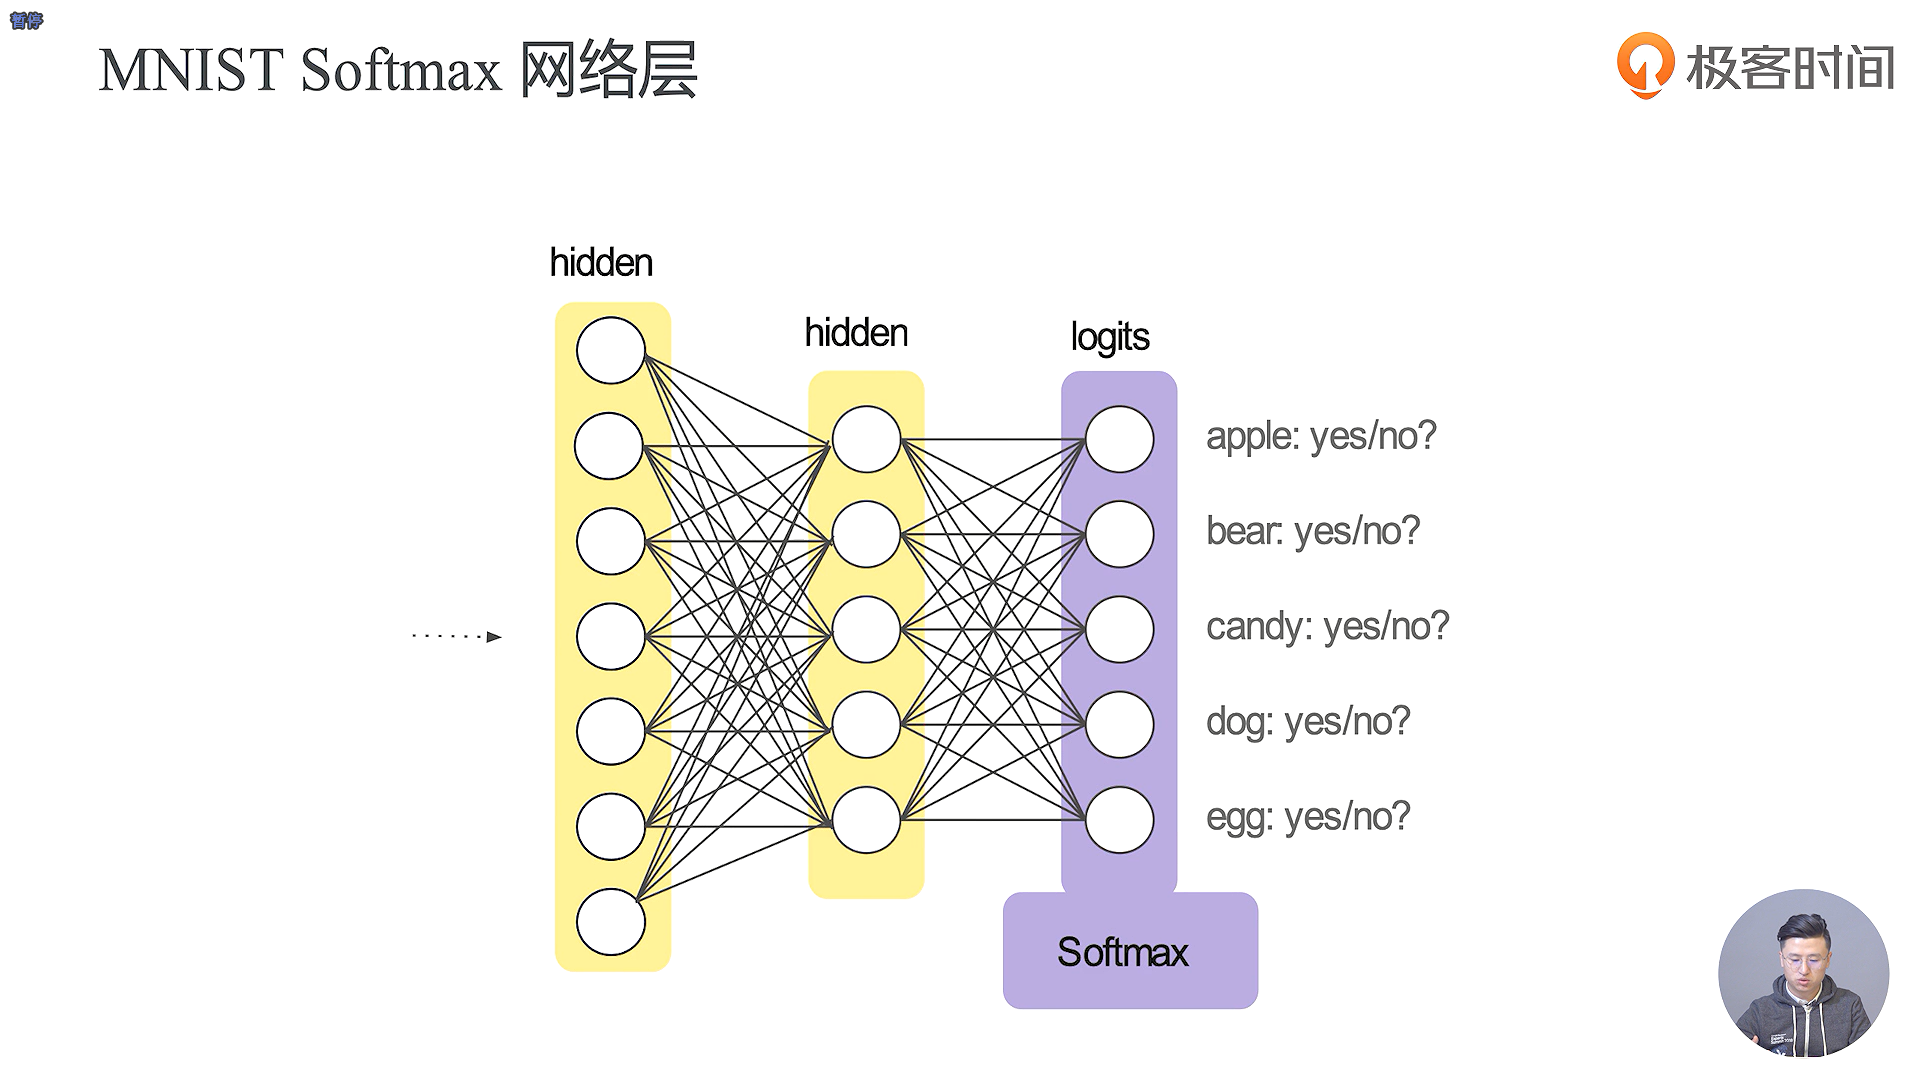 暂停
MNIST Softmax 网络层
极客时间
hidden
hidden
logits
apple: yes/no?
bear: yes/no?
candy: yes/no?
dog: yes/no?
egg: yes/no?
Softmax